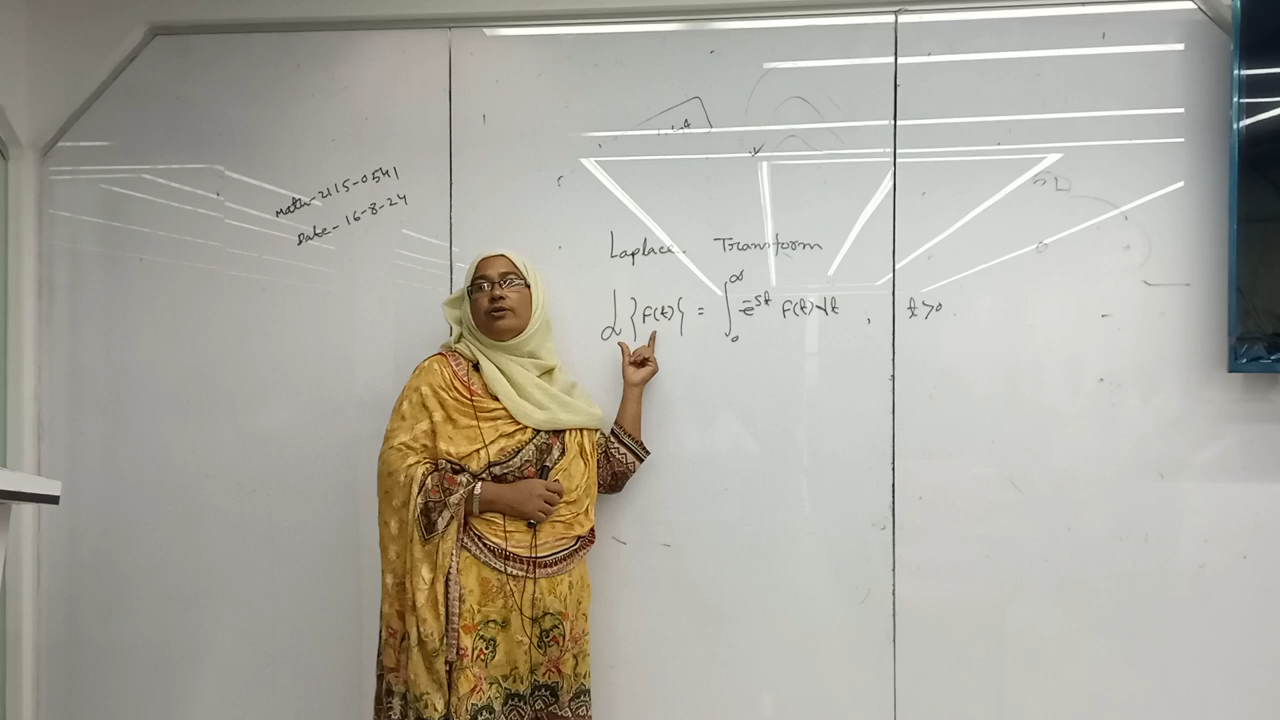 Math-2115-0541
Date-16-8-24
Laplace Transform
ℒ{F(t)} = ∫₀^∞ e^-st F(t) dt , t>0